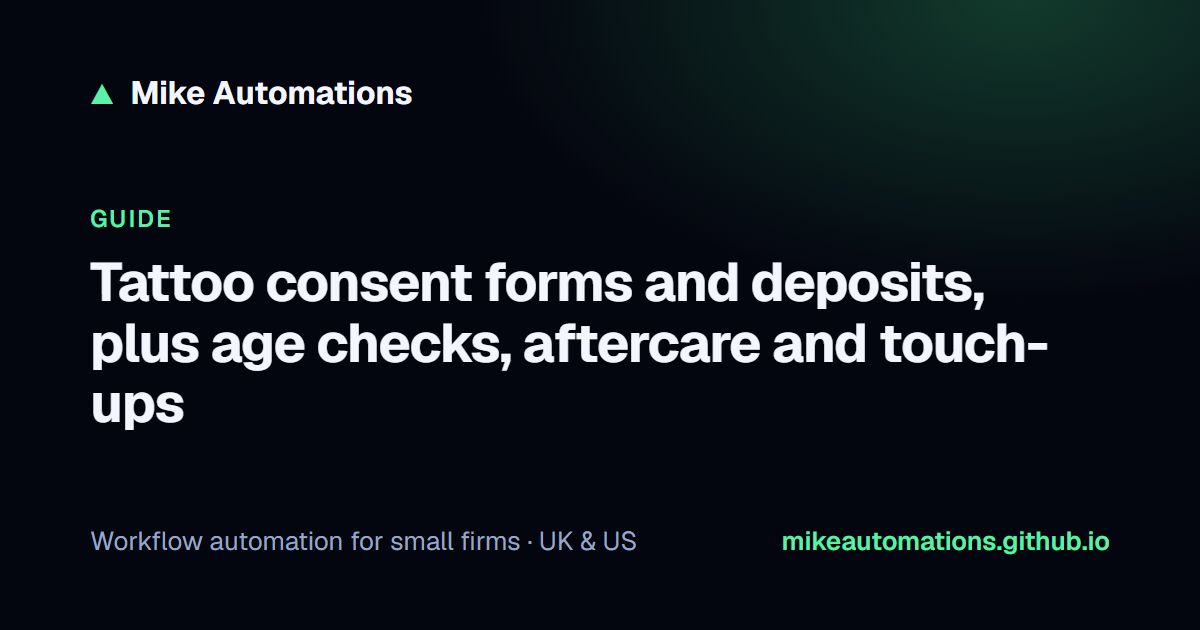 Mike Automations
GUIDE
Tattoo consent forms and deposits,
plus age checks, aftercare and touch-
ups
Workflow automation for small firms · UK & US
mikeautomations.github.io